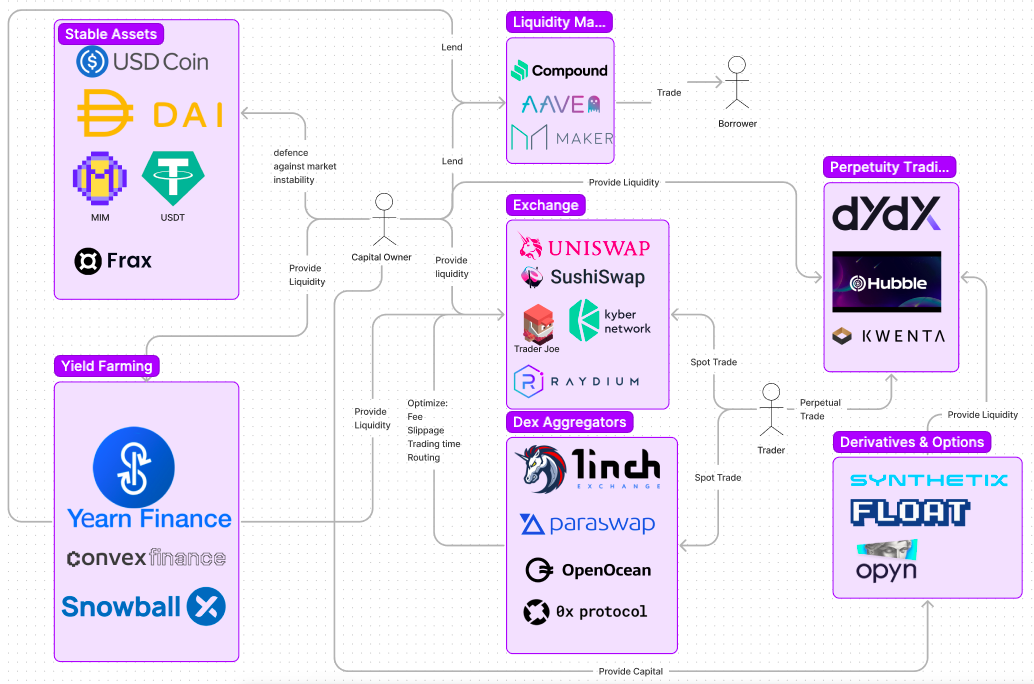 Stable Assets
USD Coin
DAI
MIM
USDT
Frax
Lend
Liquidity Ma...
Compound
AAVE
MAKER
Trade
Borrower
defence
against market
instability
Lend
Provide Liquidity
Perpetuity Tradi...
dYdX
Hubble
KWENTA
Capital Owner
Provide
Liquidity
Provide
liquidity
Exchange
UNISWAP
SushiSwap
Trader Joe
kyber
network
RAYDIUM
Spot Trade
Yield Farming
Yearn Finance
Convex finance
Snowball
Provide
Liquidity
Optimize:
Fee
Slippage
Trading time
Routing
Dex Aggregators
1inch
EXCHANGE
paraswap
OpenOcean
0x protocol
Spot Trade
Trader
Perpetual
Trade
Provide Liquidity
Derivatives & Options
SYNTHETIX
FLOAT
opyn
Provide Capital